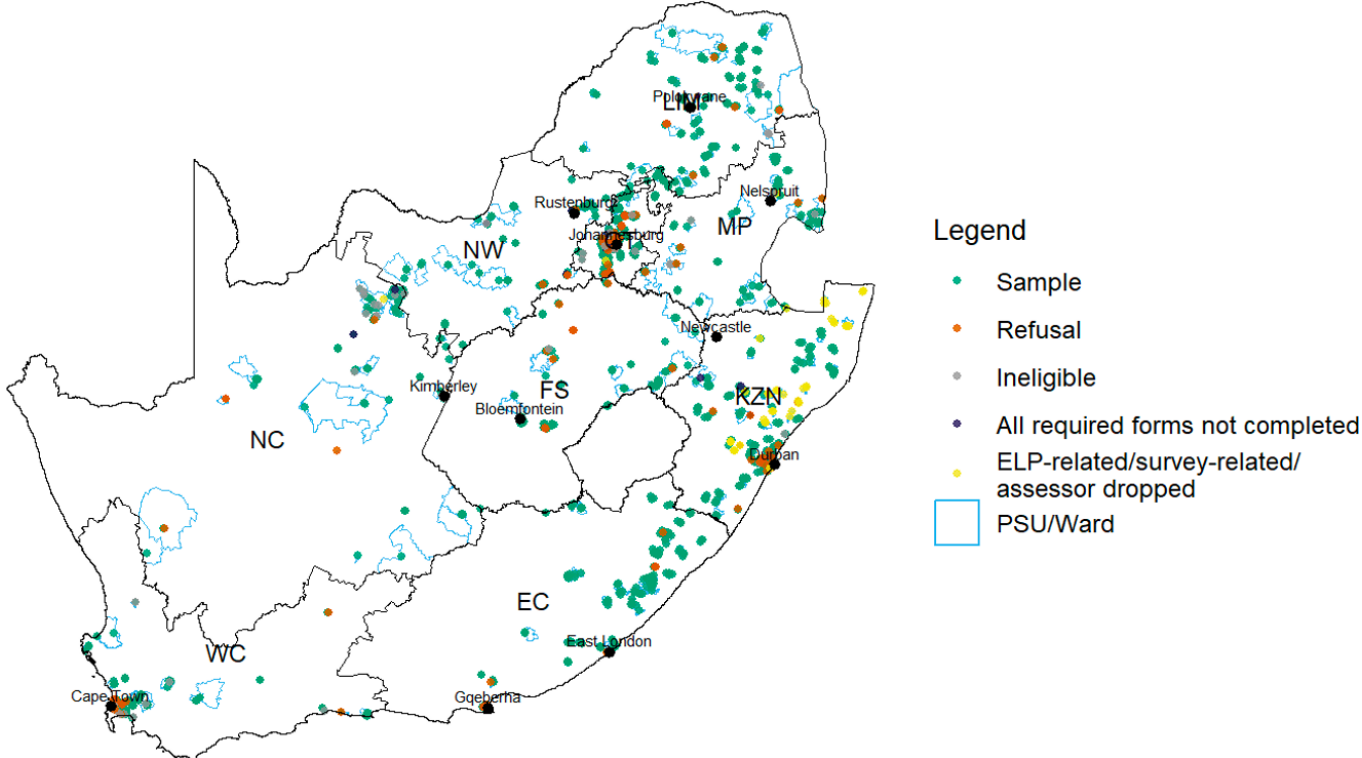 Polokwane
LIM
Nelspruit
Rustenburg
MP
Johannesburg
NW
Legend
Sample
Newcastle
Refusal
Kimberley
FS
KZN
Ineligible
Bloemfontein
NC
All required forms not completed
Durban
ELP-related/survey-related/
assessor dropped
PSU/Ward
EC
East London
WC
Cape Town
Gqeberha